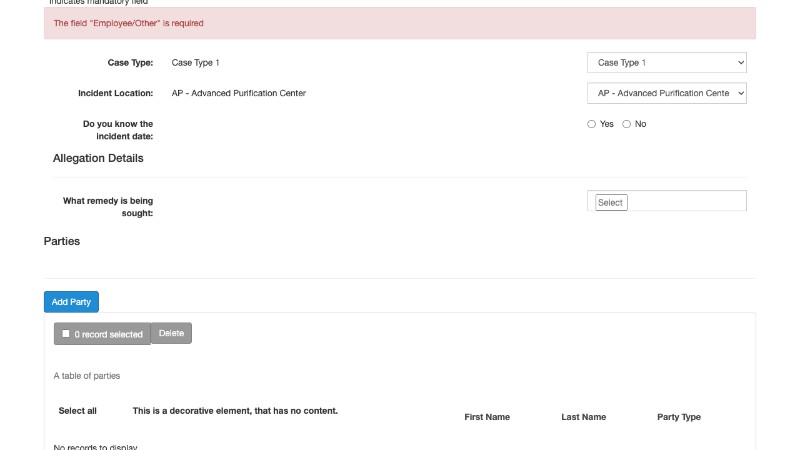 indicates mandatory field
The field "Employee/Other" is required
Case Type: Case Type 1 Case Type 1
Incident Location: AP - Advanced Purification Center AP - Advanced Purification Cente
Do you know the
incident date:
Yes No
Allegation Details
What remedy is being
sought:
Select
Parties
Add Party
0 record selected Delete
A table of parties
Select all This is a decorative element, that has no content. First Name Last Name Party Type
No records to display